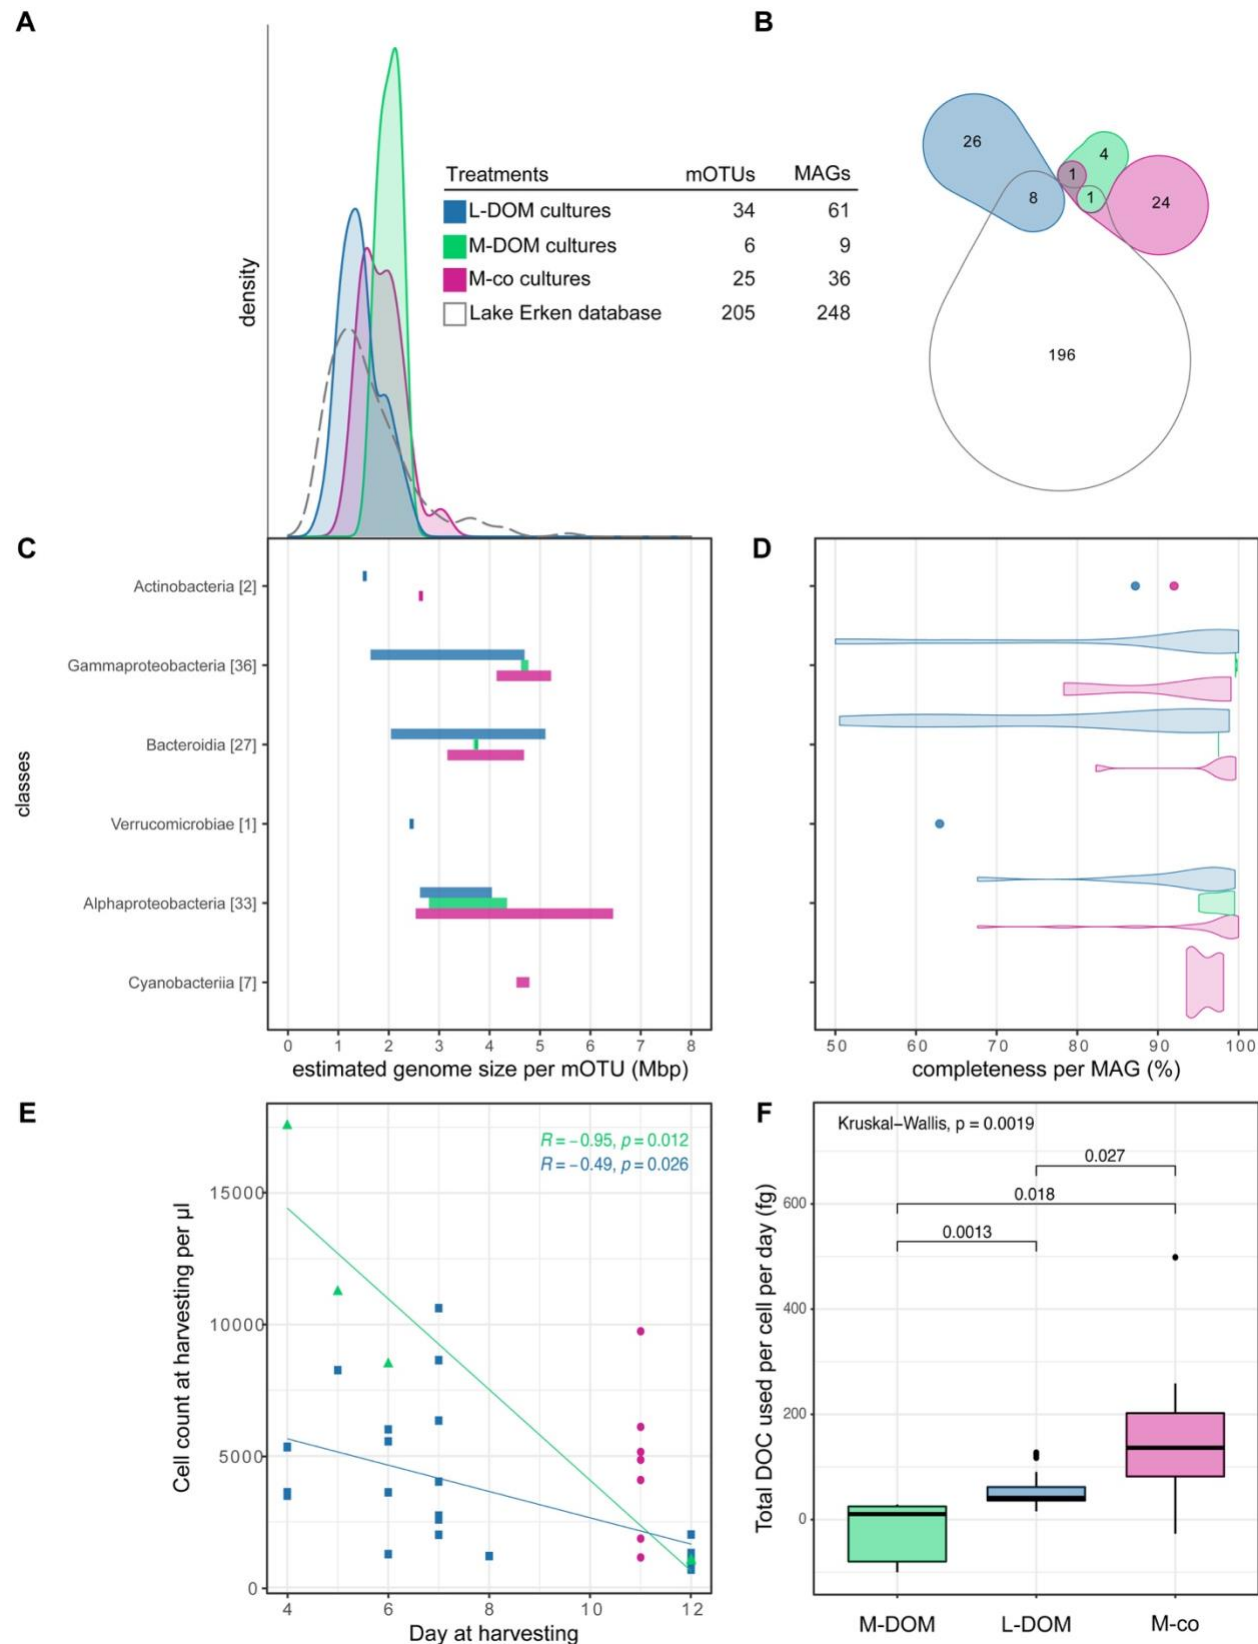 A
B
Treatments mOTUs MAGs
L-DOM cultures 34 61
M-DOM cultures 6 9
M-co cultures 25 36
Lake Erken database 205 248
density
26
4
1
8
1
24
196
C
D
Actinobacteria [2]
Gammaproteobacteria [36]
Bacteroidia [27]
Verrucomicrobiae [1]
Alphaproteobacteria [33]
Cyanobacteriia [7]
classes
0 1 2 3 4 5 6 7 8
estimated genome size per mOTU (Mbp)
50 60 70 80 90 100
completeness per MAG (%)
E
F
R = −0.95, p = 0.012
R = −0.49, p = 0.026
15000
10000
5000
0
Cell count at harvesting per µl
4 6 8 10 12
Day at harvesting
Kruskal−Wallis, p = 0.0019
0.027
0.018
0.0013
600
400
200
0
Total DOC used per cell per day (fg)
M-DOM L-DOM M-co